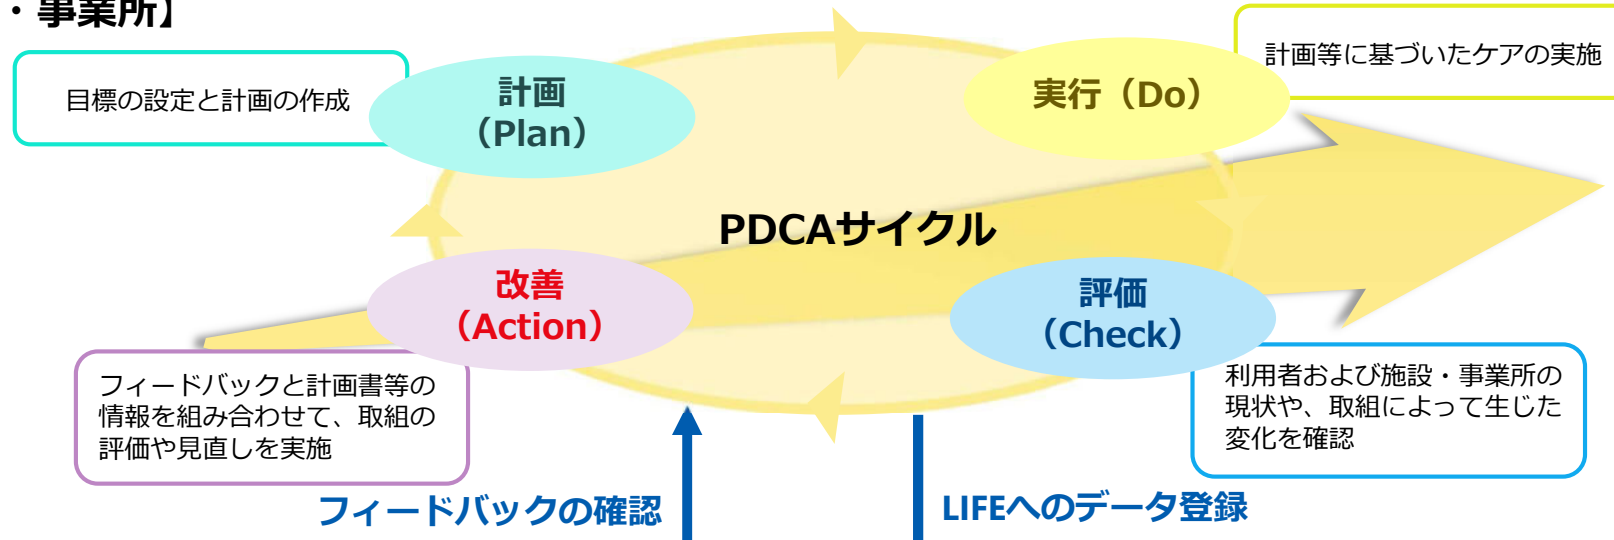 ・事業所】
目標の設定と計画の作成
計画
（Plan）
実行（Do）
計画等に基づいたケアの実施
PDCAサイクル
改善
（Action）
評価
（Check）
フィードバックと計画書等の
情報を組み合わせて、取組の
評価や見直しを実施
利用者および施設・事業所の
現状や、取組によって生じた
変化を確認
フィードバックの確認
LIFEへのデータ登録